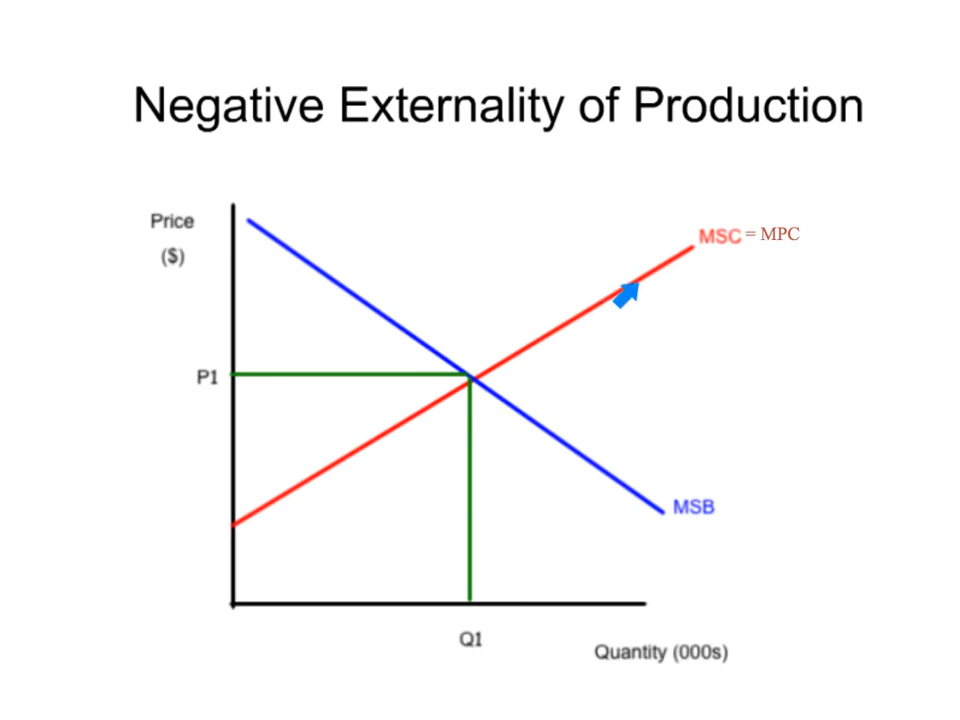 Negative Externality of Production
Price
($)
MSC = MPC
P1
MSB
Q1
Quantity (000s)